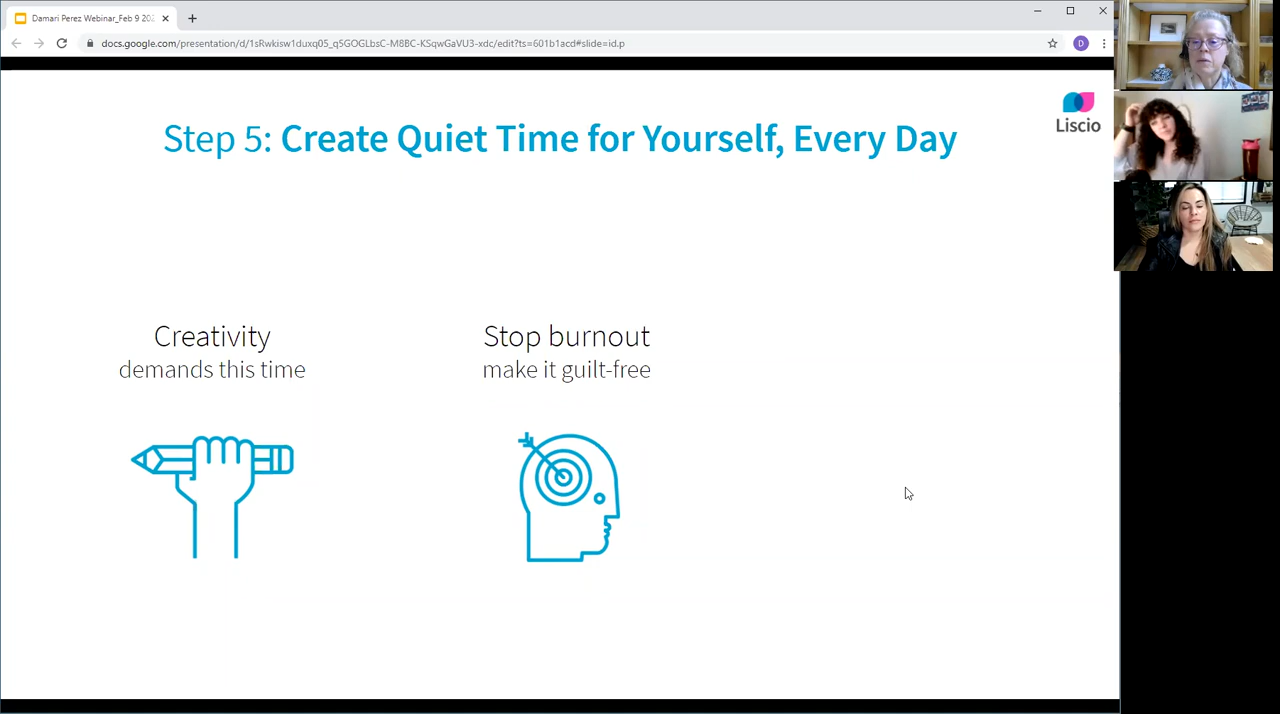 Damari Perez Webinar_Feb 9 202
docs.google.com/presentation/d/1sRwkisw1duxq05_q5GOGLbsC-M8BC-KSqwGaVU3-xdc/edit?ts=601b1acd#slide=id.p
D
Liscio
Step 5: Create Quiet Time for Yourself, Every Day
Creativity
demands this time
Stop burnout
make it guilt-free